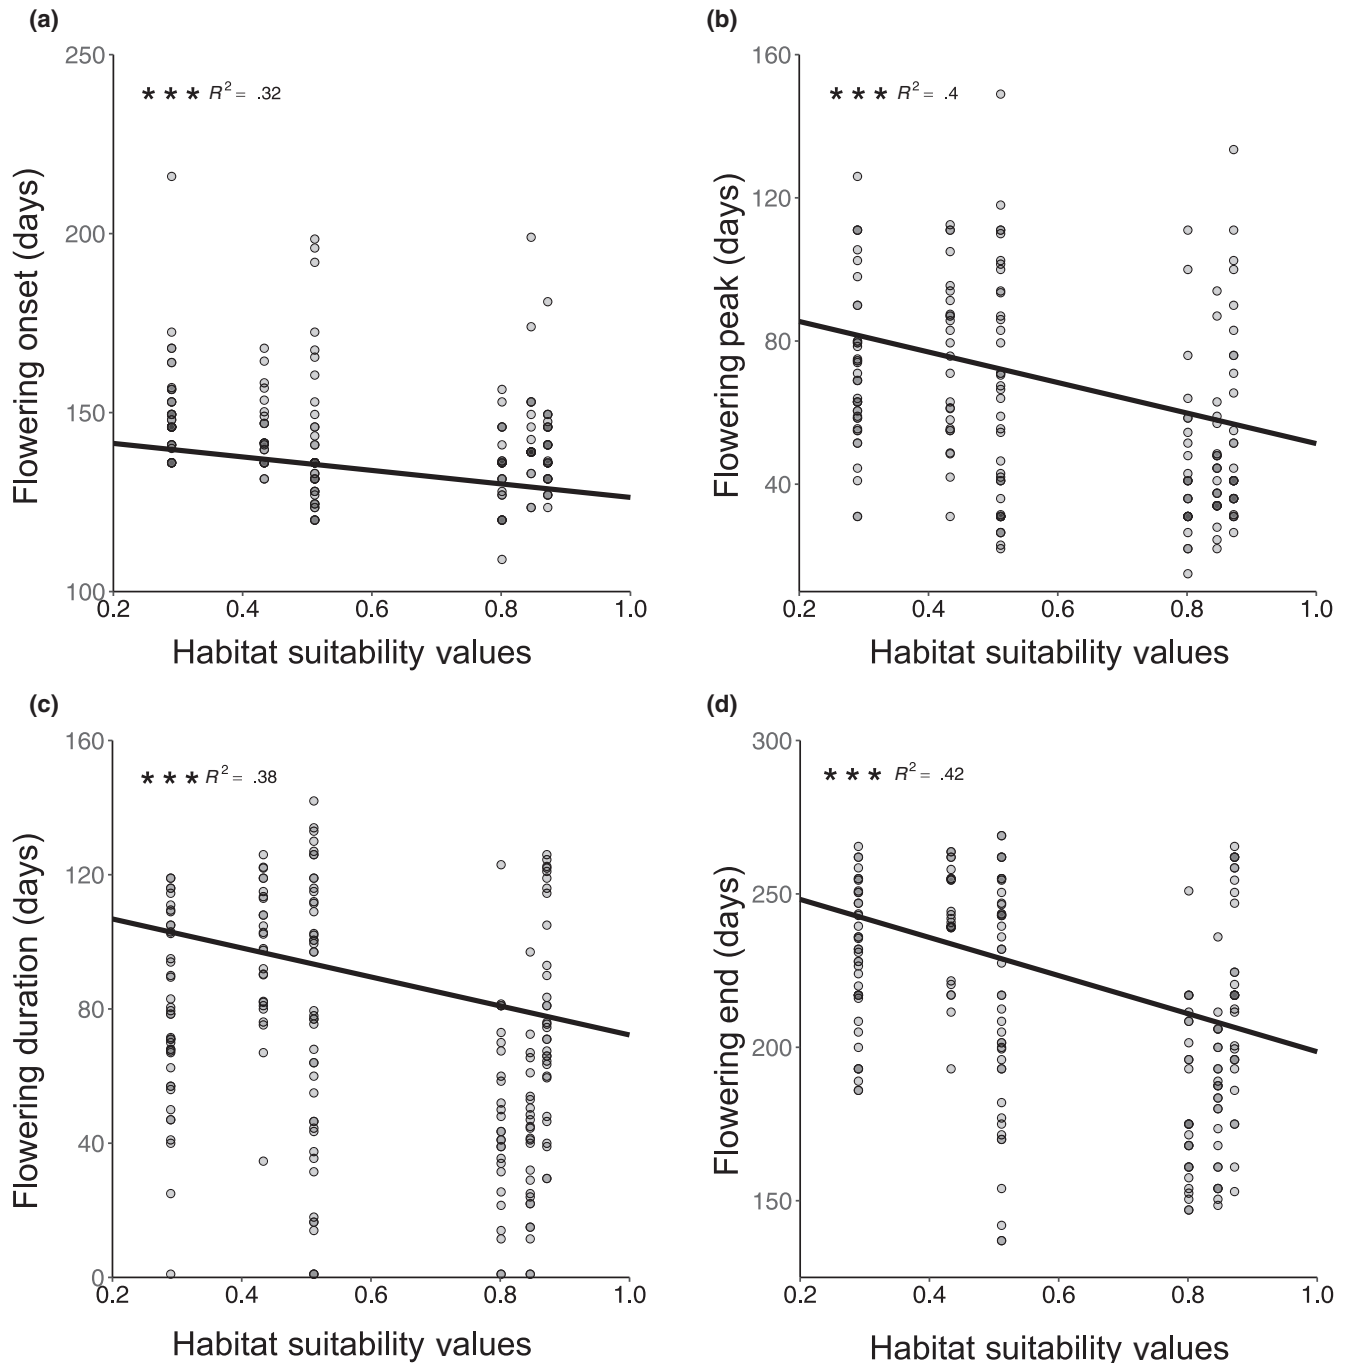 (a)
250
200
150
100
0.2 0.4 0.6 0.8 1.0
* * * R² = .32
Flowering onset (days)
Habitat suitability values
(b)
160
120
80
40
0.2 0.4 0.6 0.8 1.0
* * * R² = .4
Flowering peak (days)
Habitat suitability values
(c)
160
120
80
40
0
0.2 0.4 0.6 0.8 1.0
* * * R² = .38
Flowering duration (days)
Habitat suitability values
(d)
300
250
200
150
0.2 0.4 0.6 0.8 1.0
* * * R² = .42
Flowering end (days)
Habitat suitability values